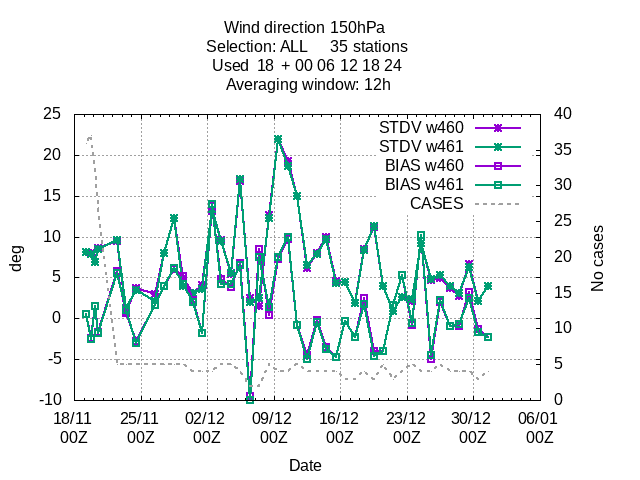 Wind direction 150hPa
Selection: ALL 35 stations
Used 18 + 00 06 12 18 24
Averaging window: 12h
STDV w460
STDV w461
BIAS w460
BIAS w461
CASES
25
20
15
10
5
0
-5
-10
deg
40
35
30
25
20
15
10
5
0
No cases
18/11 25/11 02/12 09/12 16/12 23/12 30/12 06/01
00Z 00Z 00Z 00Z 00Z 00Z 00Z 00Z
Date